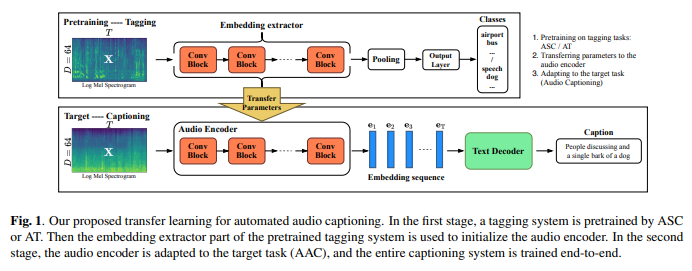 Pretraining ---- Tagging
T
D = 64
X
Log Mel Spectrogram
Embedding extractor
Conv
Block
Conv
Block
......
Conv
Block
Pooling
Output
Layer
Classes
airport
bus
...
/
speech
dog
...
1. Pretraining on tagging tasks:
ASC / AT
2. Transferring parameters to the
audio encoder
3. Adapting to the target task
(Audio Captioning)
Transfer
Parameters
Target ---- Captioning
T
D = 64
X
Log Mel Spectrogram
Audio Encoder
Conv
Block
Conv
Block
......
Conv
Block
e1 e2 e3 eT
......
Embedding sequence
Text Decoder
Caption
People discussing and
a single bark of a dog
Fig. 1. Our proposed transfer learning for automated audio captioning. In the first stage, a tagging system is pretrained by ASC
or AT. Then the embedding extractor part of the pretrained tagging system is used to initialize the audio encoder. In the second
stage, the audio encoder is adapted to the target task (AAC), and the entire captioning system is trained end-to-end.